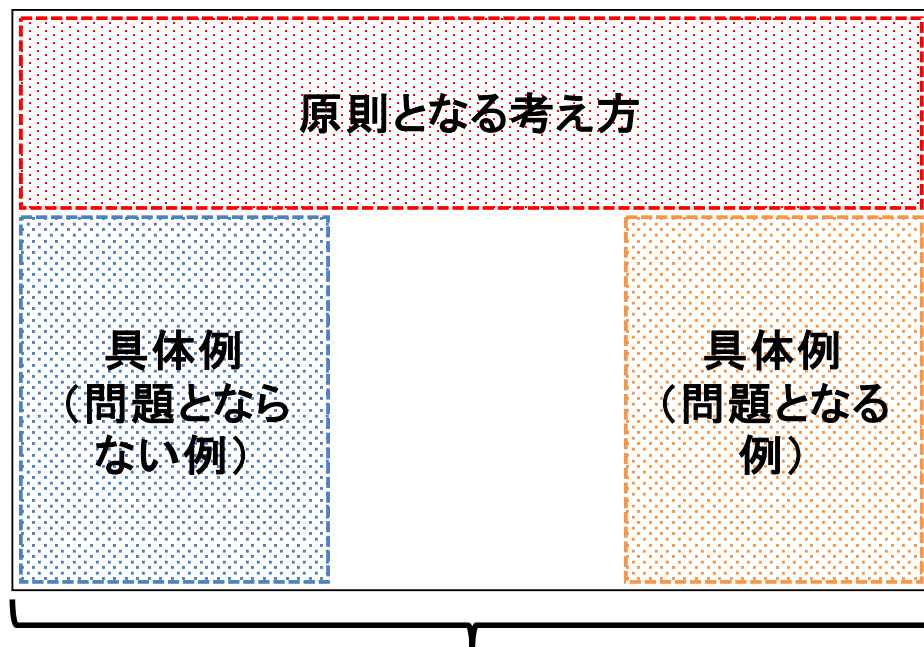 原則となる考え方
具体例
（問題となら
ない例）
具体例
（問題となる
例）